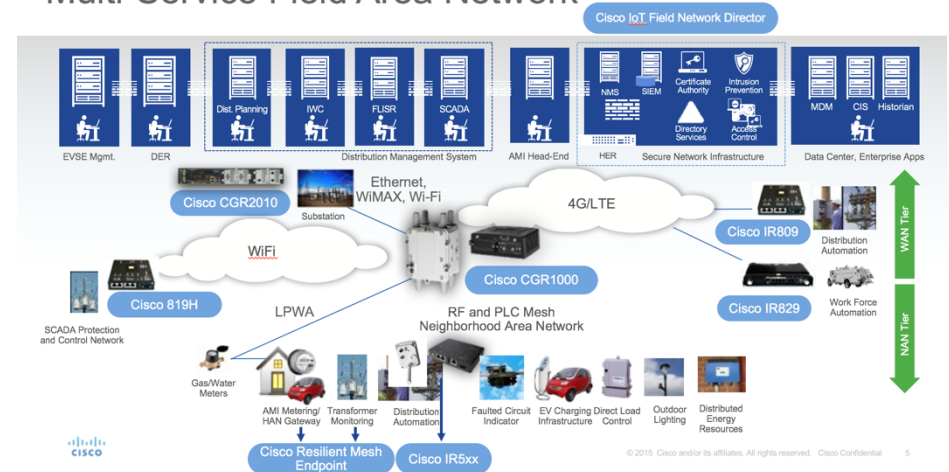 Multi-Service Field Area Network
Cisco IoT Field Network Director
Dist. Planning
IWC
FLISR
SCADA
NMS
SIEM
Certificate
Authority
Intrusion
Prevention
Directory
Services
Access
Control
MDM
CIS
Historian
EVSE Mgmt.
DER
Distribution Management System
AMI Head-End
HER
Secure Network Infrastructure
Data Center, Enterprise Apps
Cisco CGR2010
Substation
Ethernet,
WiMAX, Wi-Fi
4G/LTE
Cisco IR809
Distribution
Automation
WAN Tier
WiFi
Cisco CGR1000
Cisco 819H
Cisco IR829
Work Force
Automation
SCADA Protection
and Control Network
LPWA
RF and PLC Mesh
Neighborhood Area Network
NAN Tier
Gas/Water
Meters
AMI Metering/
HAN Gateway
Transformer
Monitoring
Distribution
Automation
Faulted Circuit
Indicator
EV Charging
Infrastructure
Direct Load
Control
Outdoor
Lighting
Distributed
Energy
Resources
Cisco Resilient Mesh
Endpoint
Cisco IR5xx
CISCO
© 2015 Cisco and/or its affiliates. All rights reserved. Cisco Confidential 5